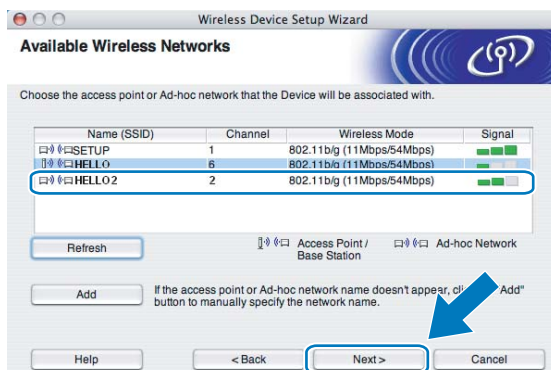 Wireless Device Setup Wizard
Available Wireless Networks
Choose the access point or Ad-hoc network that the Device will be associated with.
Name (SSID) Channel Wireless Mode Signal
SETUP 1 802.11b/g (11Mbps/54Mbps)
HELLO 6 802.11b/g (11Mbps/54Mbps)
HELLO2 2 802.11b/g (11Mbps/54Mbps)
Refresh
Access Point / Base Station
Ad-hoc Network
Add
If the access point or Ad-hoc network name doesn't appear, Add"
button to manually specify the network name.
Help < Back Next > Cancel